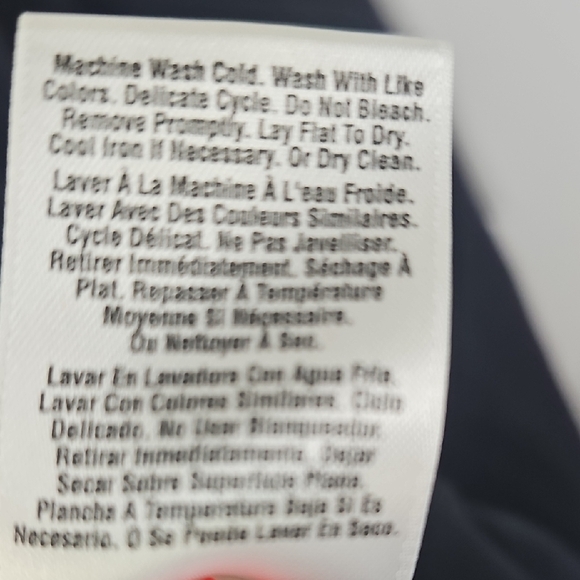 Machine Wash Cold. Wash With Like
Colors. Delicate Cycle. Do Not Bleach.
Remove Promptly. Lay Flat To Dry.
Cool Iron If Necessary. Or Dry Clean.
Laver À La Machine À L'eau Froide.
Laver Avec Des Couleurs Similaires.
Cycle Délicat. Ne Pas Javelliser.
Retirer Immédiatement. Séchage À
Plat. Repasser À Température
Moyenne Si Nécessaire.
Ou Nettoyer À Sec.
Lavar En Lavadora Con Agua Fría.
Lavar Con Colores Similares. Ciclo
Delicado. No Usar Blanqueador.
Retirar Inmediatamente. Dejar
Secar Sobre Superficie Plana.
Plancha A Temperatura Baja Si Es
Necesario. O Se Puede Lavar En Seco.